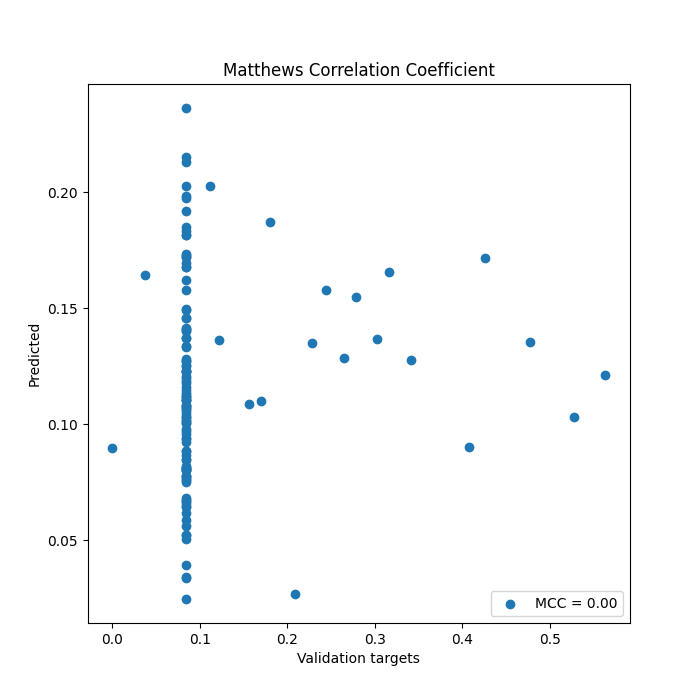 Matthews Correlation Coefficient
Predicted
0.20
0.15
0.10
0.05
MCC = 0.00
0.0 0.1 0.2 0.3 0.4 0.5
Validation targets